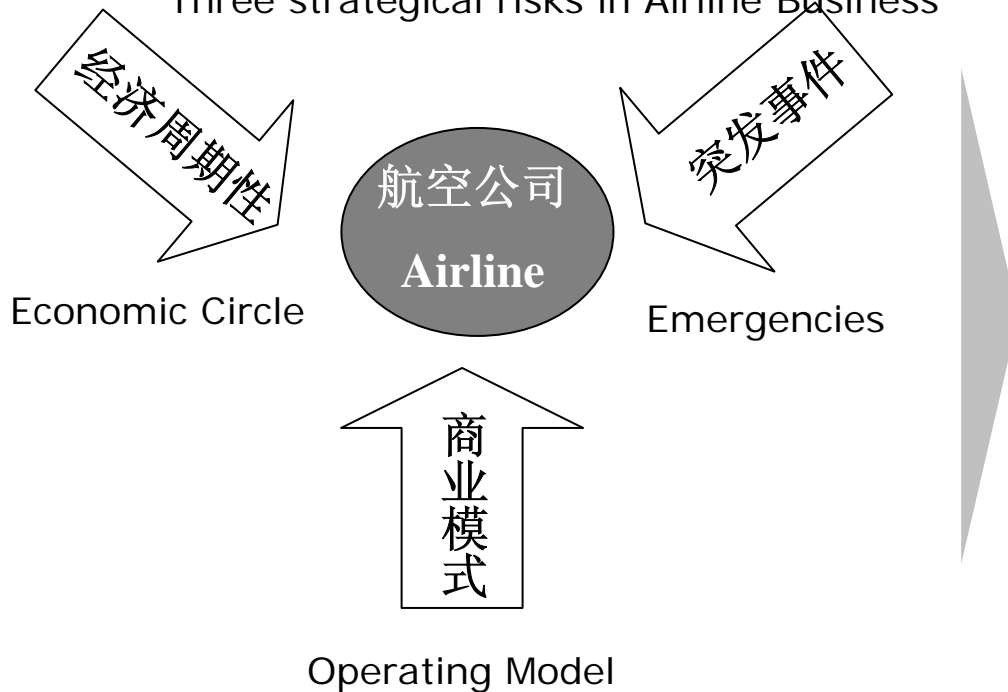 Three strategical risks in Airline Business
经济周期性
突发事件
航空公司
Airline
Economic Circle
Emergencies
商业模式
Operating Model